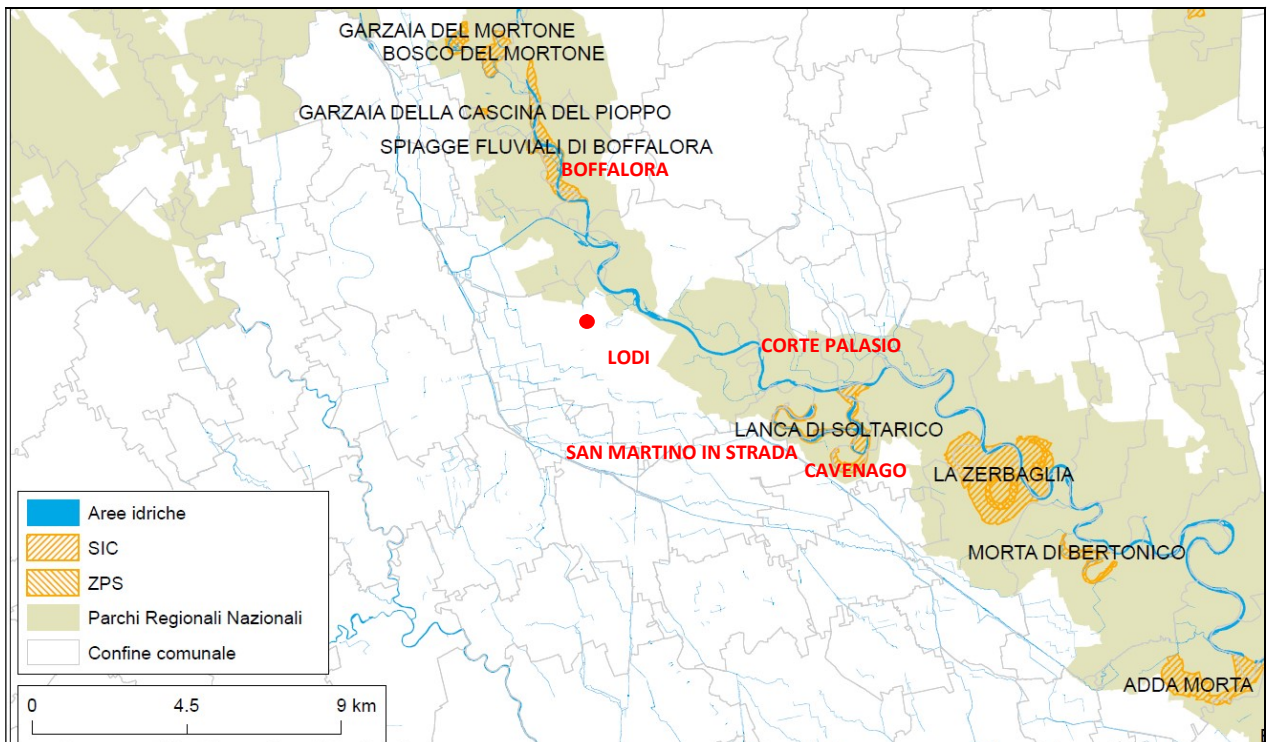 GARZAIA DEL MORTONE
BOSCO DEL MORTONE
GARZAIA DELLA CASCINA DEL PIOPPO
SPIAGGE FLUVIALI DI BOFFALORA
BOFFALORA
CORTE PALASIO
LODI
LANCA DI SOLTARICO
SAN MARTINO IN STRADA
CAVENAGO
LA ZERBAGLIA
MORTA DI BERTONICO
ADDA MORTA
Aree idriche
SIC
ZPS
Parchi Regionali Nazionali
Confine comunale
0 4.5 9 km